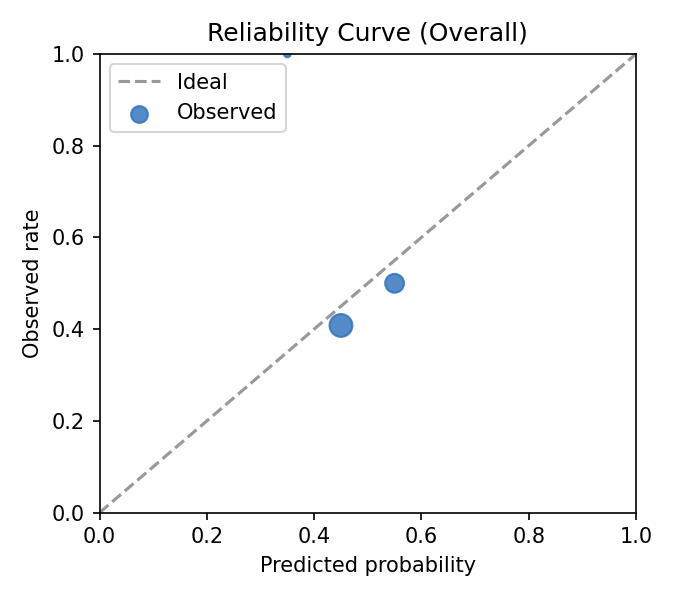 Reliability Curve (Overall)
Ideal
Observed
Observed rate
1.0
0.8
0.6
0.4
0.2
0.0
0.0 0.2 0.4 0.6 0.8 1.0
Predicted probability